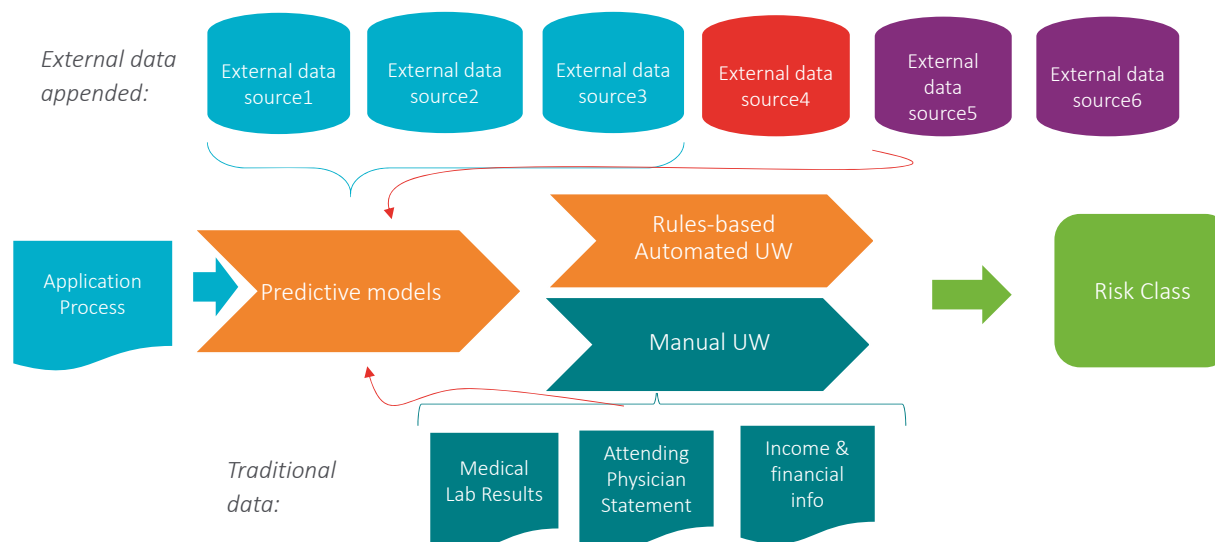 External data
appended:
External data
source1
External data
source2
External data
source3
External data
source4
External
data
source5
External data
source6
Application
Process
Predictive models
Rules-based
Automated UW
Manual UW
Risk Class
Traditional
data:
Medical
Lab Results
Attending
Physician
Statement
Income &
financial
info